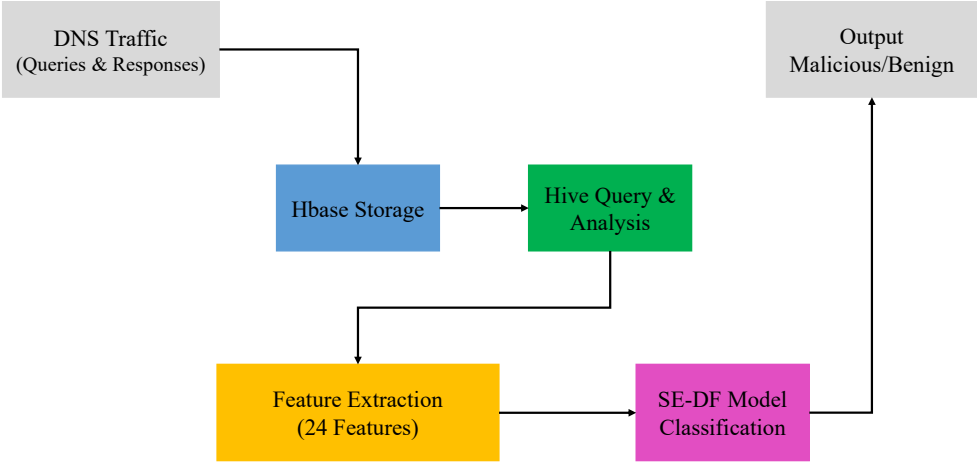 DNS Traffic
(Queries & Responses)
Output
Malicious/Benign
Hbase Storage
Hive Query &
Analysis
Feature Extraction
(24 Features)
SE-DF Model
Classification